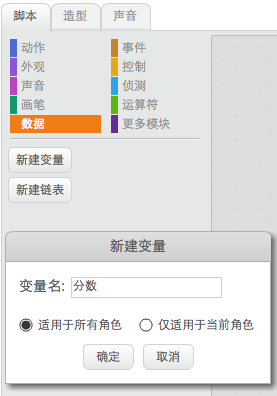 脚本 造型 声音
动作 事件
外观 控制
声音 侦测
画笔 运算符
数据 更多模块
新建变量
新建链表
新建变量
变量名: 分数
适用于所有角色 仅适用于当前角色
确定 取消